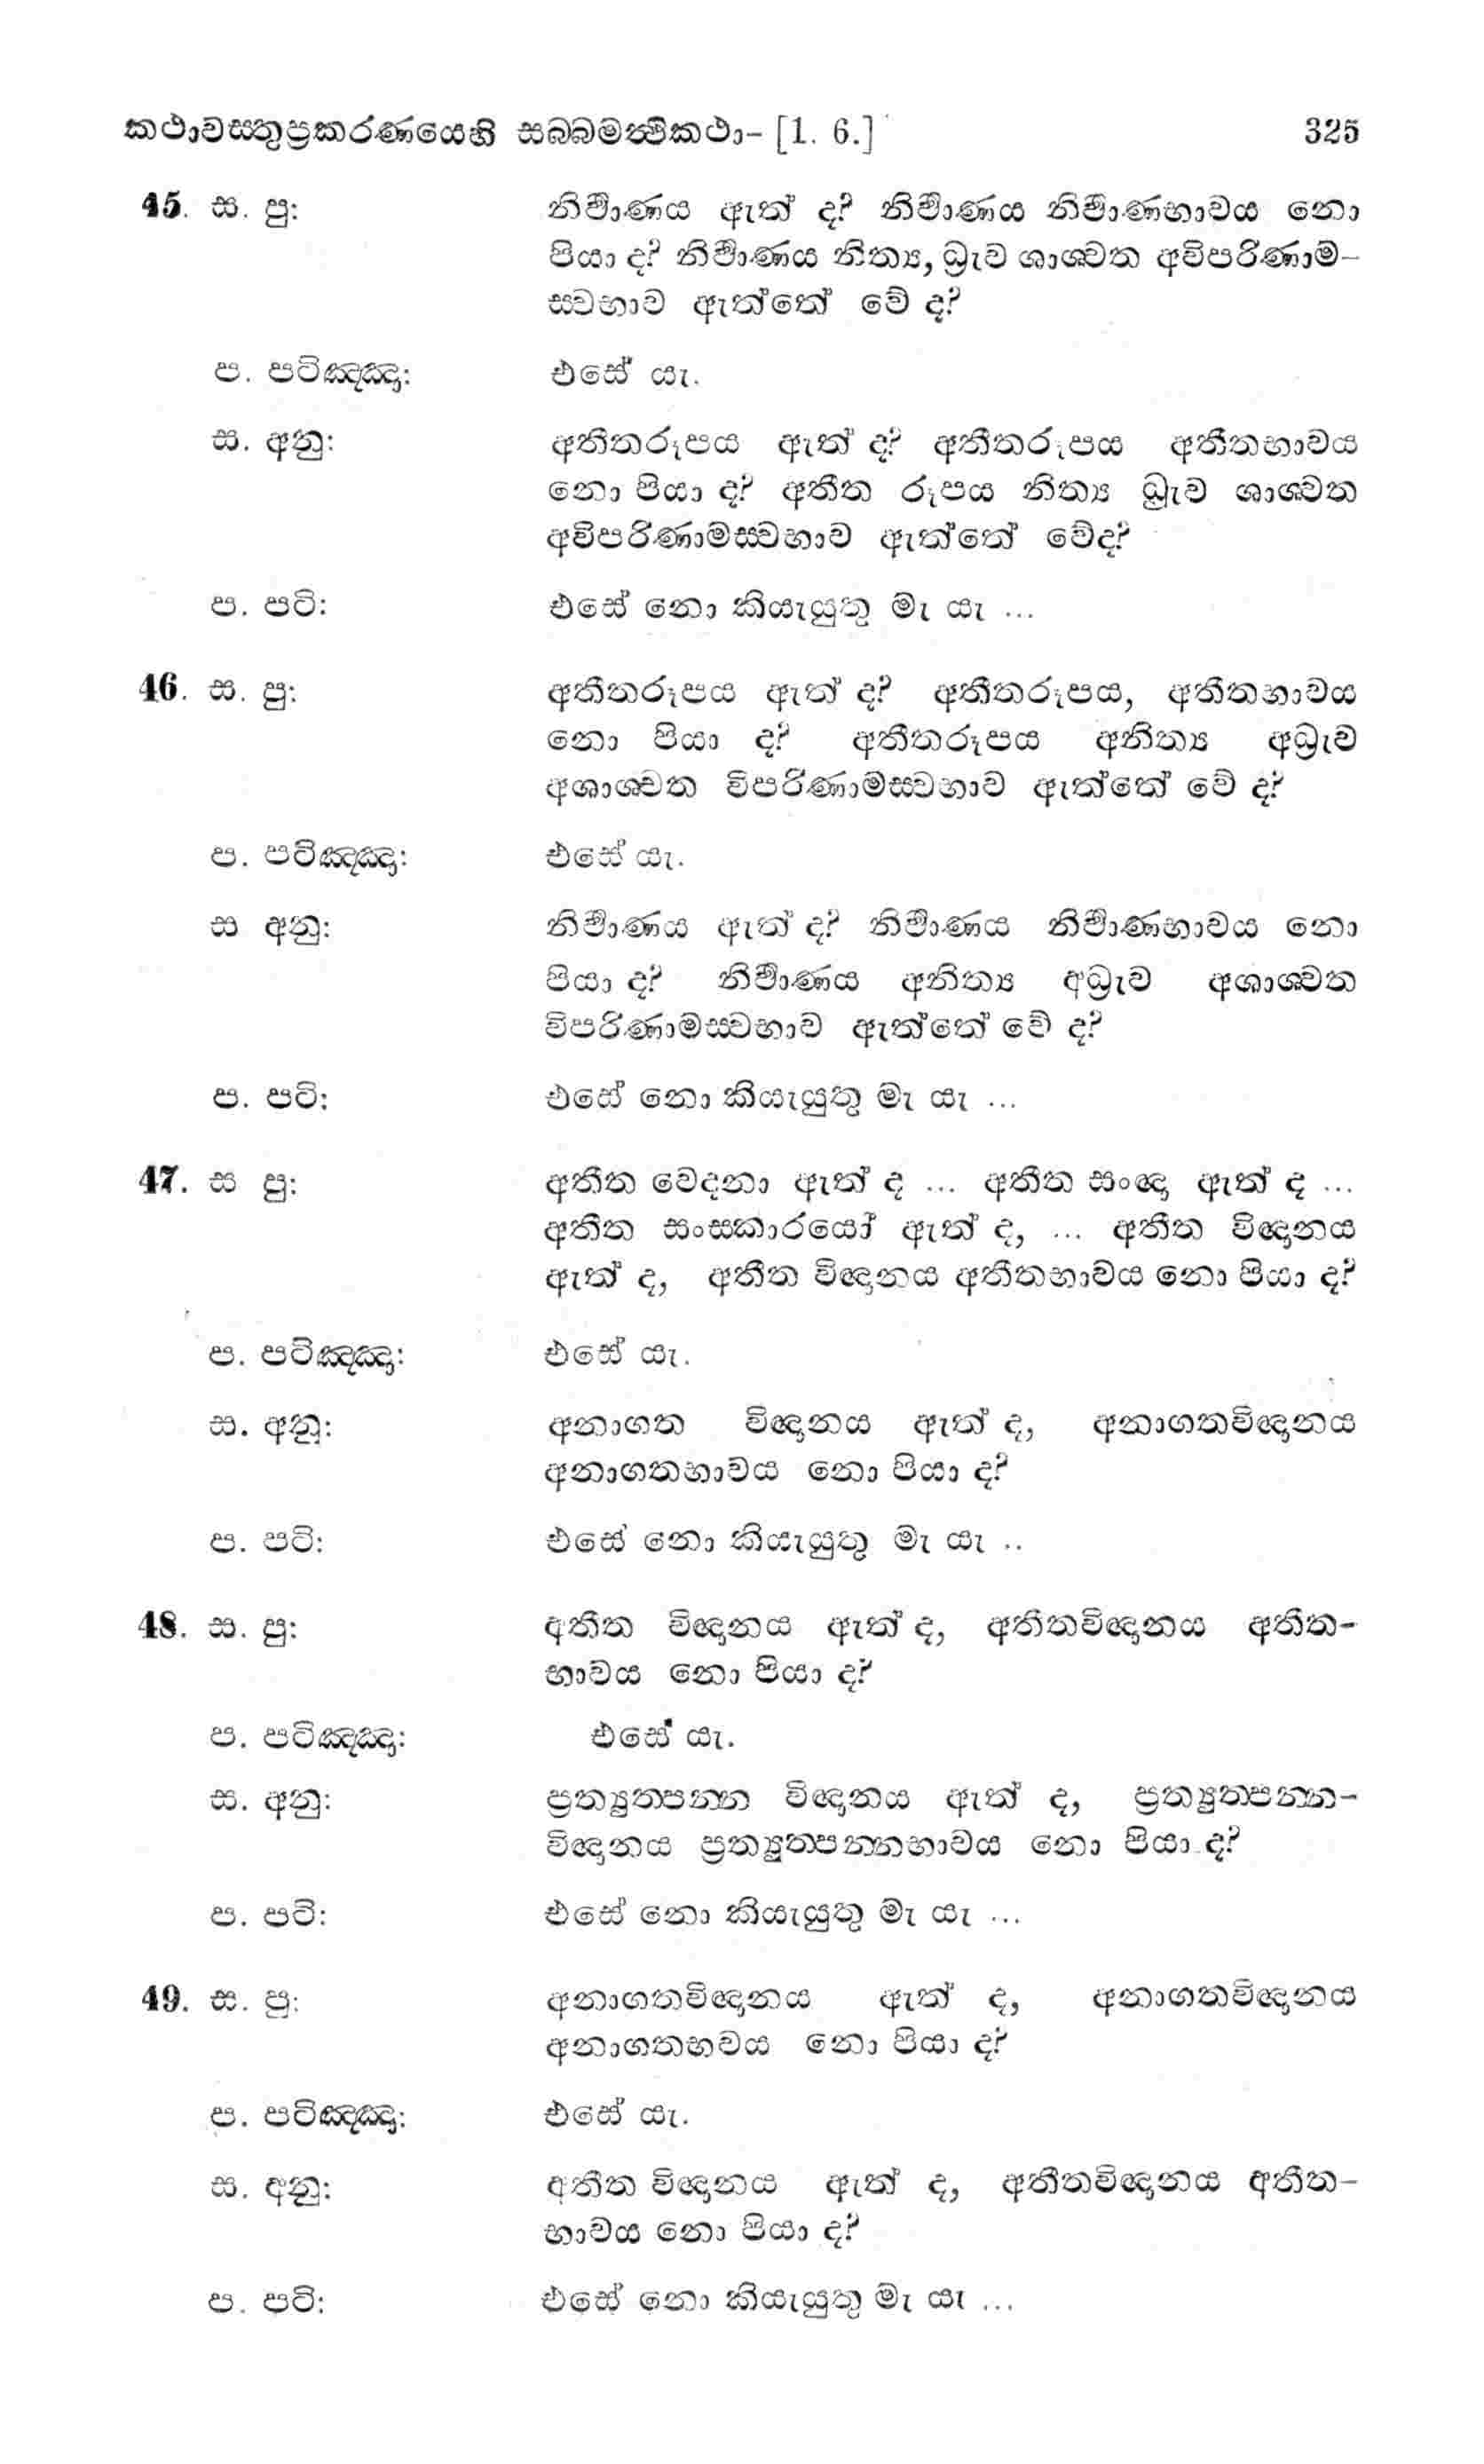 කථාවස්තුප්‍රකරණයෙහි සබ්බමත්ථිකථා- [1. 6.] 325
45. ස. පු: නිර්වාණය ඇත් ද? නිර්වාණය නිර්වාණභාවය නො
පියා ද? නිර්වාණය නිත්‍ය, ධ්‍රැව ශාශ්වත අවිපරිණාම-
ස්වභාව ඇත්තේ වේ ද?
ප. පටිඤ්ඤා: එසේ යැ.
ස. අනු: අතීතරූපය ඇත් ද? අතීතරූපය අතීතභාවය
නො පියා ද? අතීත රූපය නිත්‍ය ධ්‍රැව ශාශ්වත
අවිපරිණාමස්වභාව ඇත්තේ වේද?
ප. පටි: එසේ නො කියැයුතු මැ යැ ...
46. ස. පු: අතීතරූපය ඇත් ද? අතීතරූපය, අතීතභාවය
නො පියා ද? අතීතරූපය අනිත්‍ය අධ්‍රැව
අශාශ්වත විපරිණාමස්වභාව ඇත්තේ වේ ද?
ප. පටිඤ්ඤා: එසේ යැ.
ස අනු: නිර්වාණය ඇත් ද? නිර්වාණය නිර්වාණභාවය නො
පියා ද? නිර්වාණය අනිත්‍ය අධ්‍රැව අශාශ්වත
විපරිණාමස්වභාව ඇත්තේ වේ ද?
ප. පටි: එසේ නො කියැයුතු මැ යැ ...
47. ස පු: අතීත වේදනා ඇත් ද ... අතීත සංඥා ඇත් ද ...
අතීත සංස්කාරයෝ ඇත් ද, ... අතීත විඥානය
ඇත් ද, අතීත විඥානය අතීතභාවය නො පියා ද?
ප. පටිඤ්ඤා: එසේ යැ.
ස. අනු: අනාගත විඥානය ඇත් ද, අනාගතවිඥානය
අනාගතභාවය නො පියා ද?
ප. පටි: එසේ නො කියැයුතු මැ යැ ..
48. ස. පු: අතීත විඥානය ඇත් ද, අතීතවිඥානය අතීත-
භාවය නො පියා ද?
ප. පටිඤ්ඤා: එසේ යැ.
ස. අනු: ප්‍රත්‍යුත්පන්න විඥානය ඇත් ද, ප්‍රත්‍යුත්පන්න-
විඥානය ප්‍රත්‍යුත්පන්නභාවය නො පියා ද?
ප. පටි: එසේ නො කියැයුතු මැ යැ ...
49. ස. පු: අනාගතවිඥානය ඇත් ද, අනාගතවිඥානය
අනාගතභවය නො පියා ද?
ප. පටිඤ්ඤා: එසේ යැ.
ස. අනු: අතීත විඥානය ඇත් ද, අතීතවිඥානය අතීත-
භාවය නො පියා ද?
ප. පටි: එසේ නො කියැයුතු මැ යැ ...